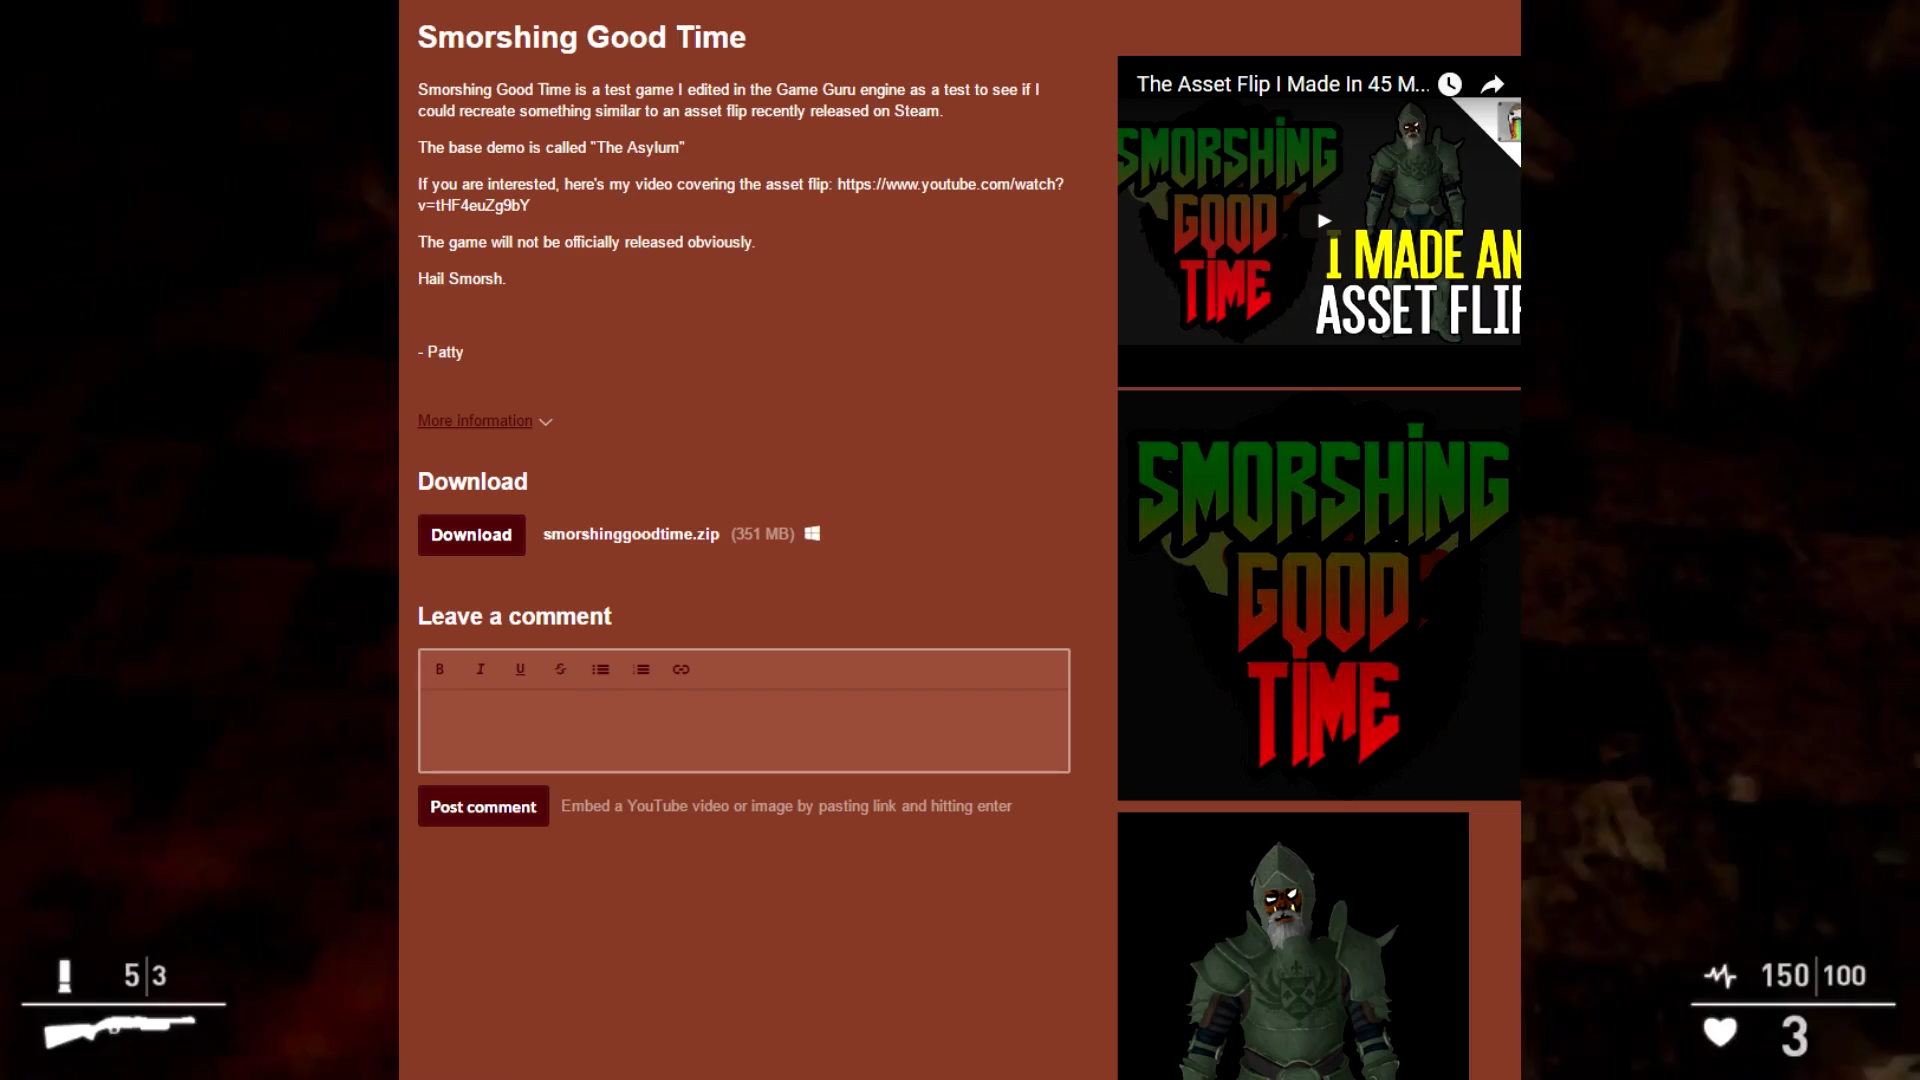 Smorshing Good Time
Smorshing Good Time is a test game I edited in the Game Guru engine as a test to see if I
could recreate something similar to an asset flip recently released on Steam.
The base demo is called "The Asylum"
If you are interested, here's my video covering the asset flip: https://www.youtube.com/watch?
v=tHF4euZg9bY
The game will not be officially released obviously.
Hail Smorsh.
- Patty
More information
Download
Download smorshinggoodtime.zip (351 MB)
Leave a comment
B I U S
Post comment Embed a YouTube video or image by pasting link and hitting enter
The Asset Flip I Made In 45 M...
SMORSHING
GOOD
TIME
I MADE AN
ASSET FLIP
SMORSHING
GOOD
TIME
5|3
150|100
3